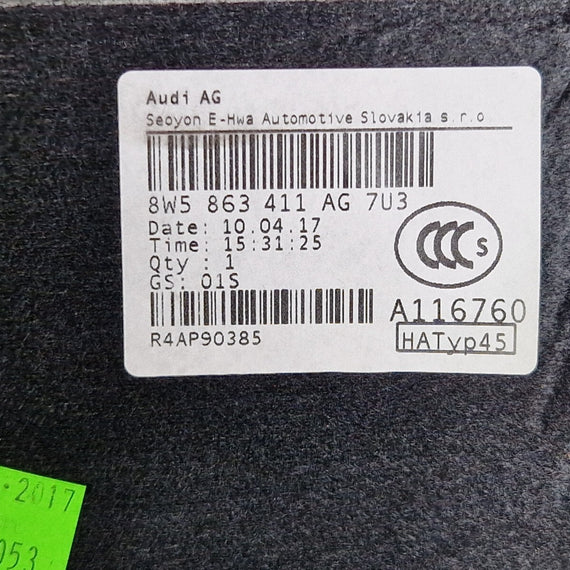 Audi AG
Seoyon E-Hwa Automotive Slovakia s.r.o
8W5 863 411 AG 7U3
Date: 10.04.17
Time: 15:31:25
Qty : 1
GS: 01S
CCC S
A116760
R4AP90385
HATyp45
2017
053